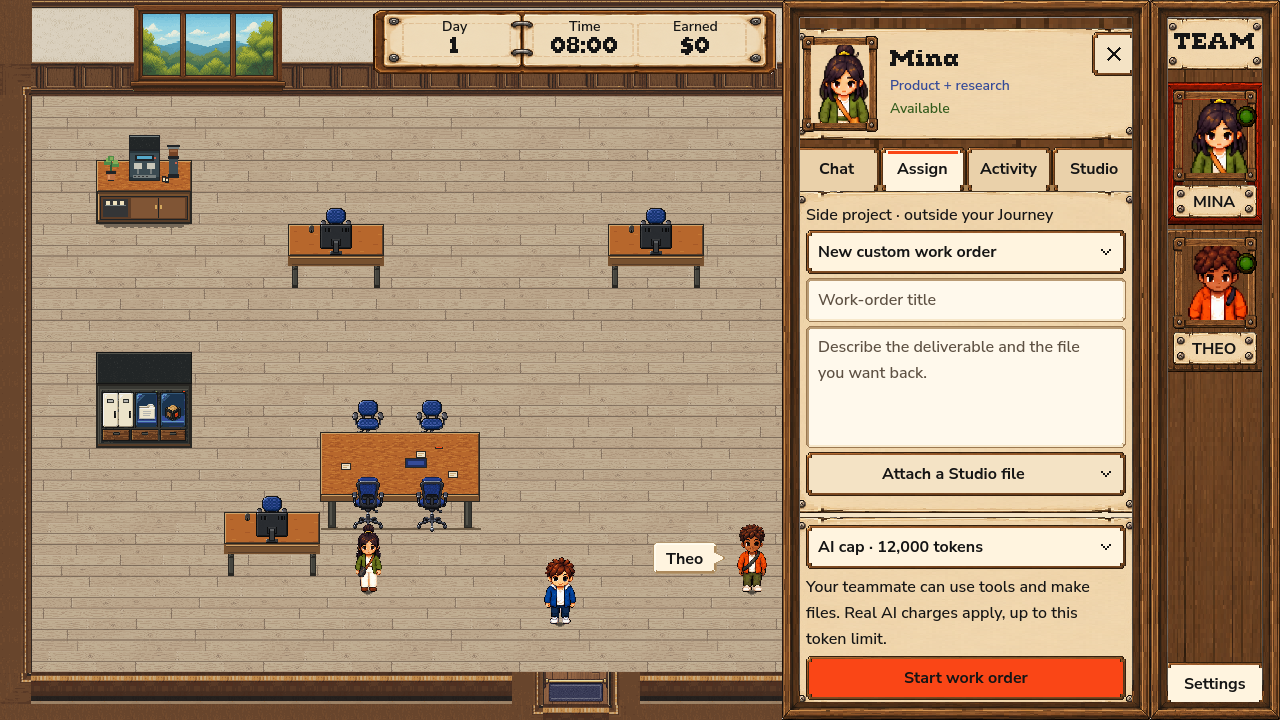 Day
1
Time
08:00
Earned
$0
Mina
Product + research
Available
Chat
Assign
Activity
Studio
Side project · outside your Journey
New custom work order
Work-order title
Describe the deliverable and the file
you want back.
Attach a Studio file
AI cap · 12,000 tokens
Your teammate can use tools and make
files. Real AI charges apply, up to this
token limit.
Start work order
TEAM
MINA
THEO
Settings
Theo